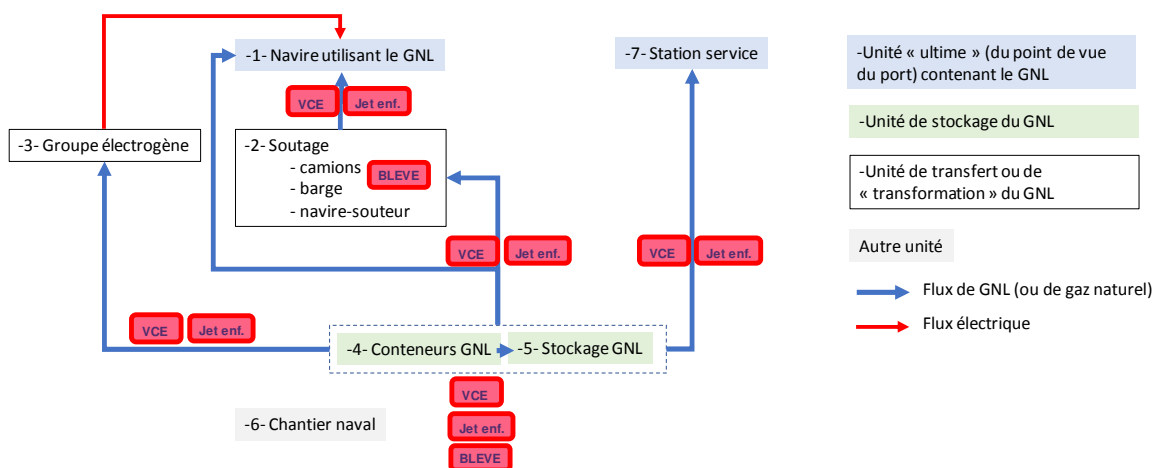 -1- Navire utilisant le GNL
-7- Station service
-Unité « ultime » (du point de vue
du port) contenant le GNL
VCE
Jet enf.
-Unité de stockage du GNL
-3- Groupe électrogène
-2- Soutage
- camions
- barge
- navire-souteur
BLEVE
-Unité de transfert ou de
« transformation » du GNL
VCE
Jet enf.
VCE
Jet enf.
Autre unité
Flux de GNL (ou de gaz naturel)
Flux électrique
VCE
Jet enf.
-4- Conteneurs GNL
-5- Stockage GNL
VCE
Jet enf.
BLEVE
-6- Chantier naval